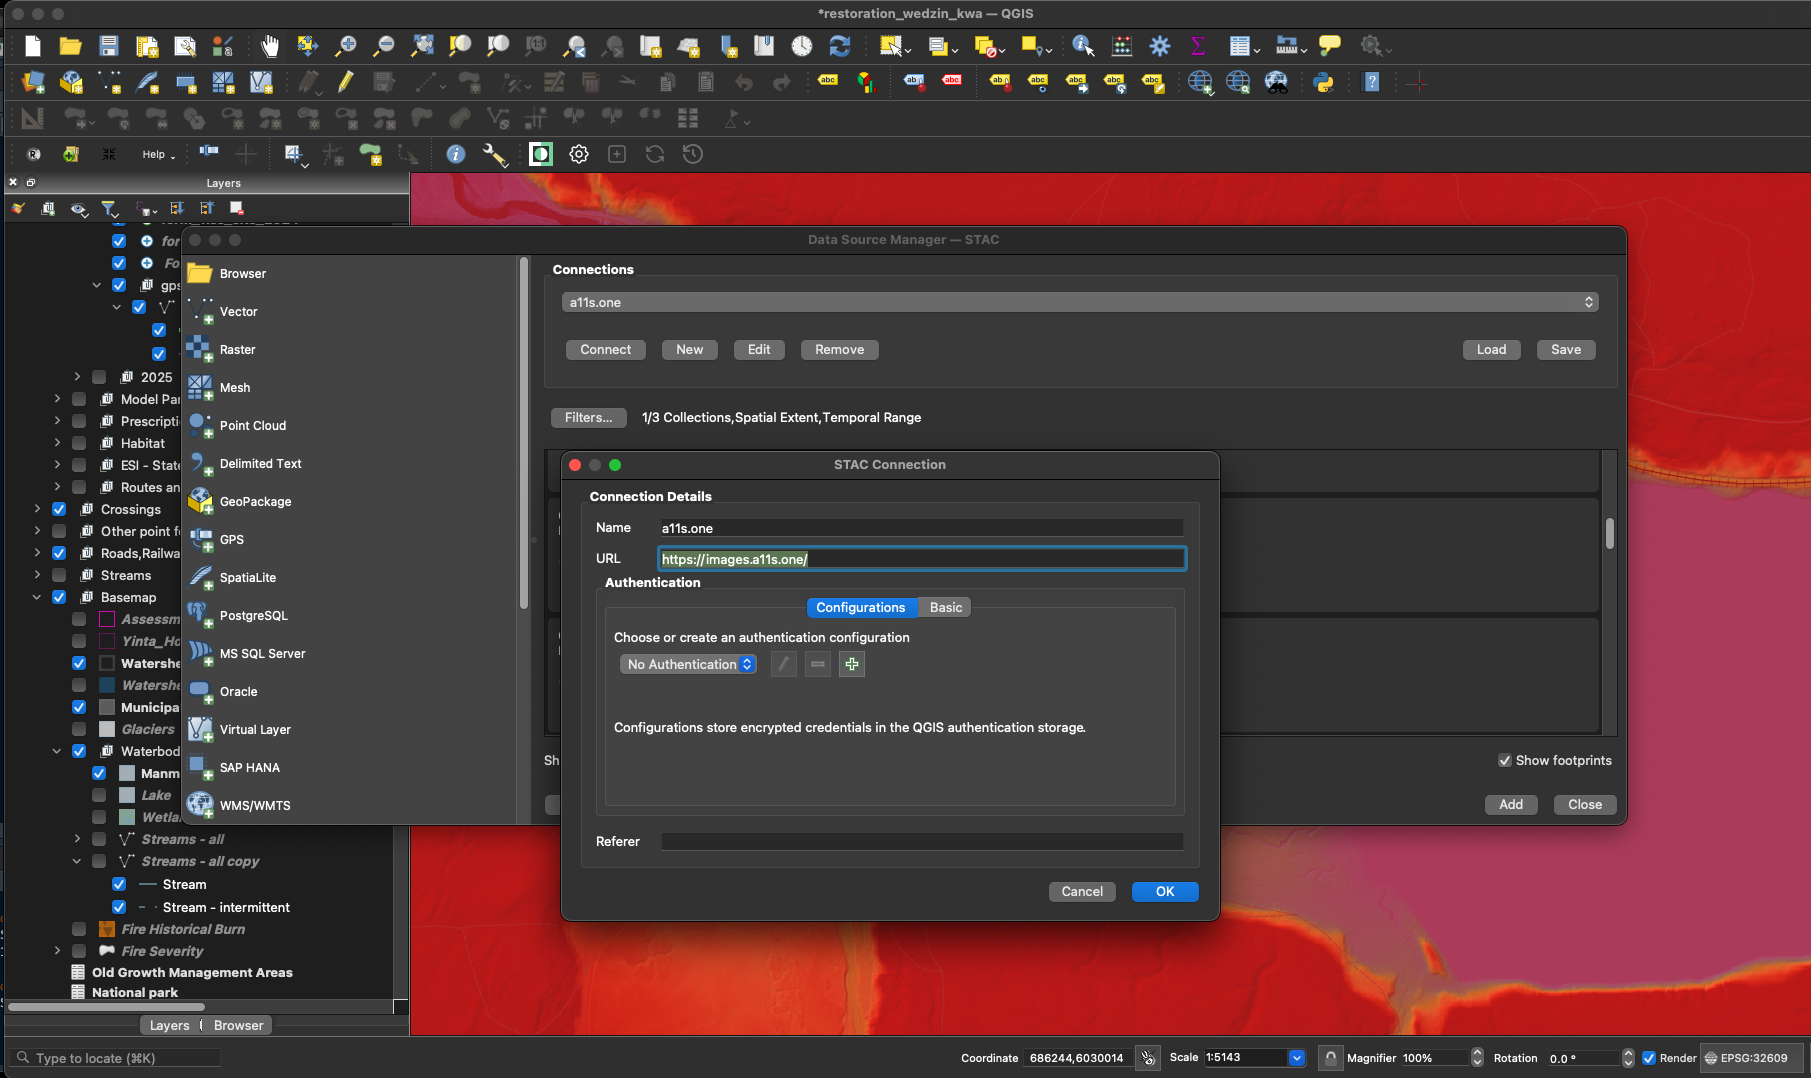 *restoration_wedzin_kwa — QGIS
Help
Layers
for
Fo
gps
2025
Model Par
Prescripti
Habitat
ESI - State
Routes an
Crossings
Other point f
Roads,Railwa
Streams
Basemap
Assessm
Yinta_Ho
Watershe
Watershe
Municipa
Glaciers
Waterbod
Manm
Lake
Wetla
Streams - all
Streams - all copy
Stream
Stream - intermittent
Fire Historical Burn
Fire Severity
Old Growth Management Areas
National park
Layers
Browser
Data Source Manager — STAC
Browser
Vector
Raster
Mesh
Point Cloud
Delimited Text
GeoPackage
GPS
SpatiaLite
PostgreSQL
MS SQL Server
Oracle
Virtual Layer
SAP HANA
WMS/WMTS
Connections
a11s.one
Connect New Edit Remove Load Save
Filters... 1/3 Collections,Spatial Extent,Temporal Range
Sh
Show footprints
Add Close
STAC Connection
Connection Details
Name a11s.one
URL https://images.a11s.one/
Authentication
Configurations Basic
Choose or create an authentication configuration
No Authentication
Configurations store encrypted credentials in the QGIS authentication storage.
Referer
Cancel OK
Type to locate (⌘K)
Coordinate 686244,6030014 Scale 1:5143 Magnifier 100% Rotation 0.0 ° Render EPSG:32609